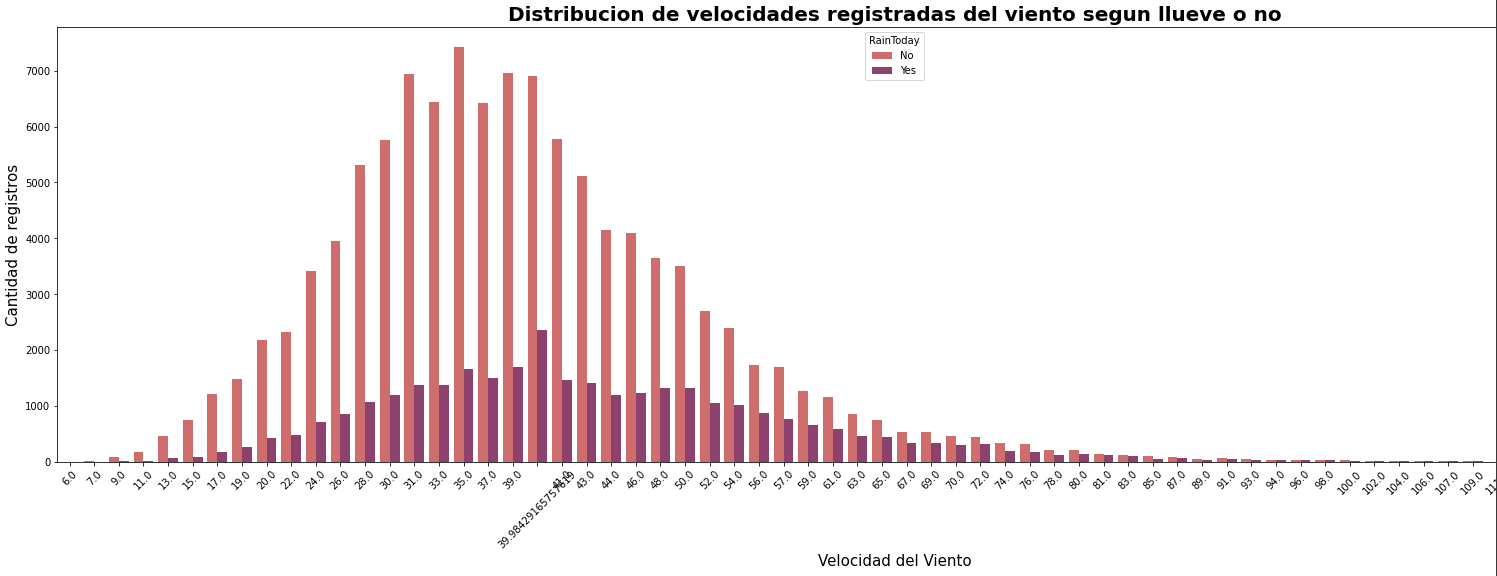 Distribucion de velocidades registradas del viento segun llueve o no
RainToday
No
Yes
Cantidad de registros
7000
6000
5000
4000
3000
2000
1000
0
6.0 7.0 9.0 11.0 13.0 15.0 17.0 19.0 20.0 22.0 24.0 26.0 28.0 30.0 31.0 33.0 35.0 37.0 39.0 41.0 43.0 44.0 46.0 48.0 50.0 52.0 54.0 56.0 57.0 59.0 61.0 63.0 65.0 67.0 69.0 70.0 72.0 74.0 76.0 78.0 80.0 81.0 83.0 85.0 87.0 89.0 91.0 93.0 94.0 96.0 98.0 100.0 102.0 104.0 106.0 107.0 109.0
Velocidad del Viento